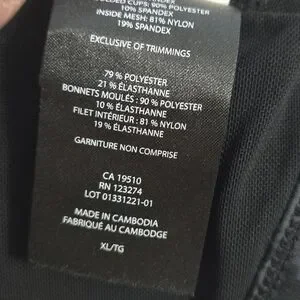 MOLDED CUPS: 90% POLYESTER
10% SPANDEX
INSIDE MESH: 81% NYLON
19% SPANDEX
EXCLUSIVE OF TRIMMINGS
79 % POLYESTER
21 % ÉLASTHANNE
BONNETS MOULÉS : 90 % POLYESTER
10 % ÉLASTHANNE
FILET INTÉRIEUR : 81 % NYLON
19 % ÉLASTHANNE
GARNITURE NON COMPRISE
CA 19510
RN 123274
LOT 01331221-01
MADE IN CAMBODIA
FABRIQUÉ AU CAMBODGE
XL/TG